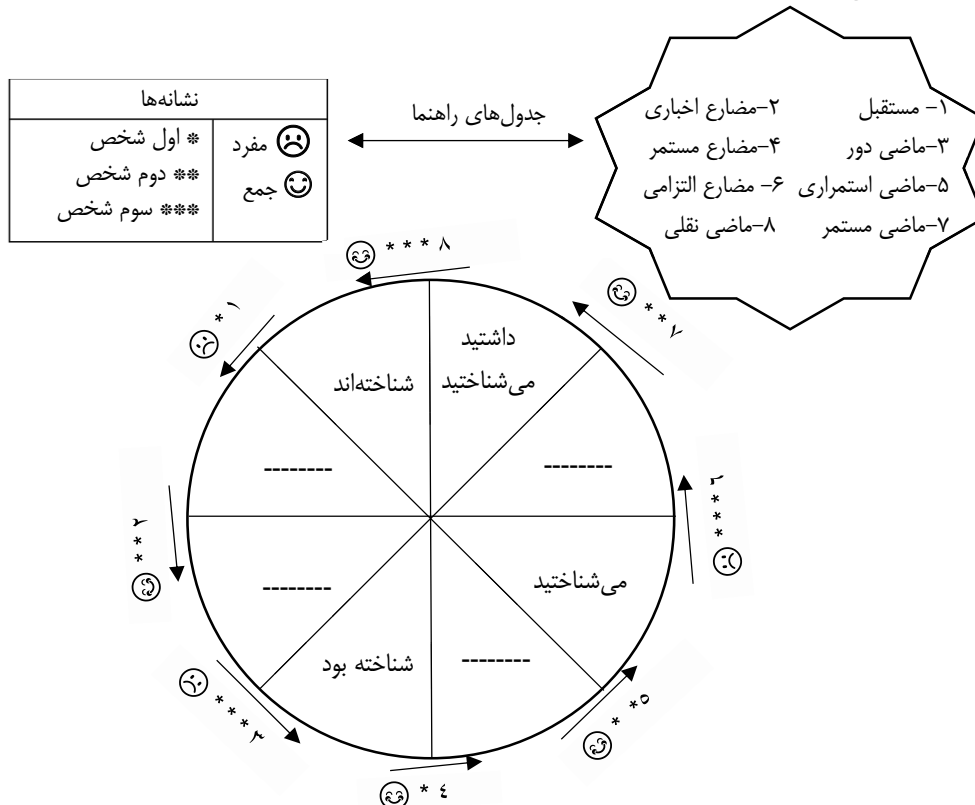 ۱- مستقبل ۲-مضارع اخباری
۳-ماضی دور ۴-مضارع مستمر
۵-ماضی استمراری ۶- مضارع التزامی
۷-ماضی مستمر ۸-ماضی نقلی
جدول‌های راهنما
نشانه‌ها
مفرد * اول شخص
جمع ** دوم شخص
*** سوم شخص
۸ ***
۱ *
۷ **
داشتید
می‌شناختید
شناخته‌اند
--------
--------
۲ ***
۶ ***
--------
می‌شناختید
شناخته بود
--------
۳ ***
۵ **
٤ *